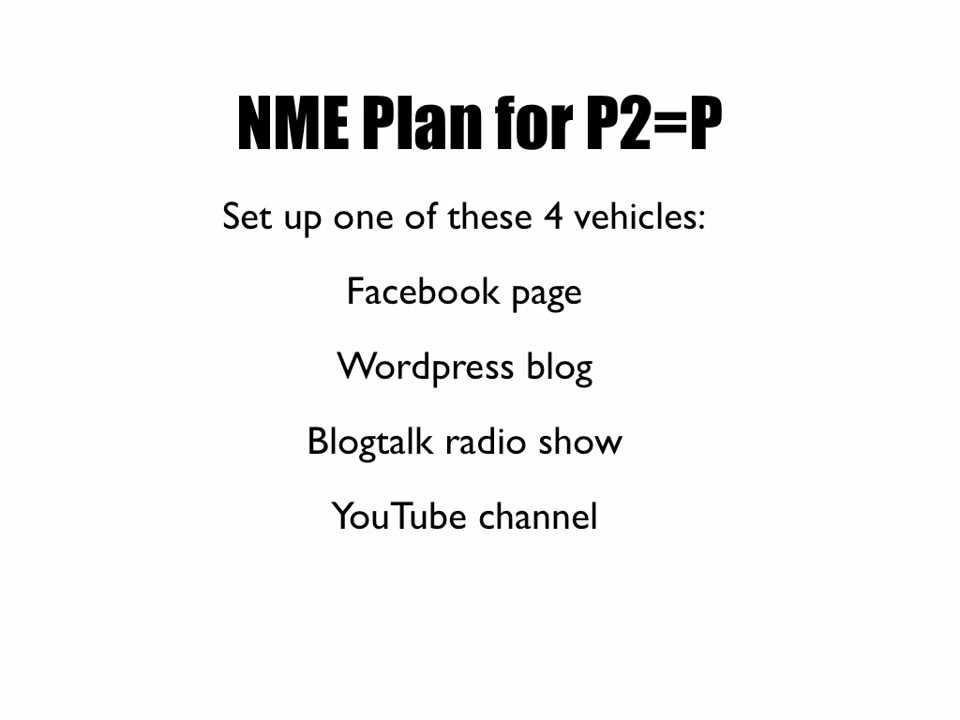 NME Plan for P2=P
Set up one of these 4 vehicles:
Facebook page
Wordpress blog
Blogtalk radio show
YouTube channel